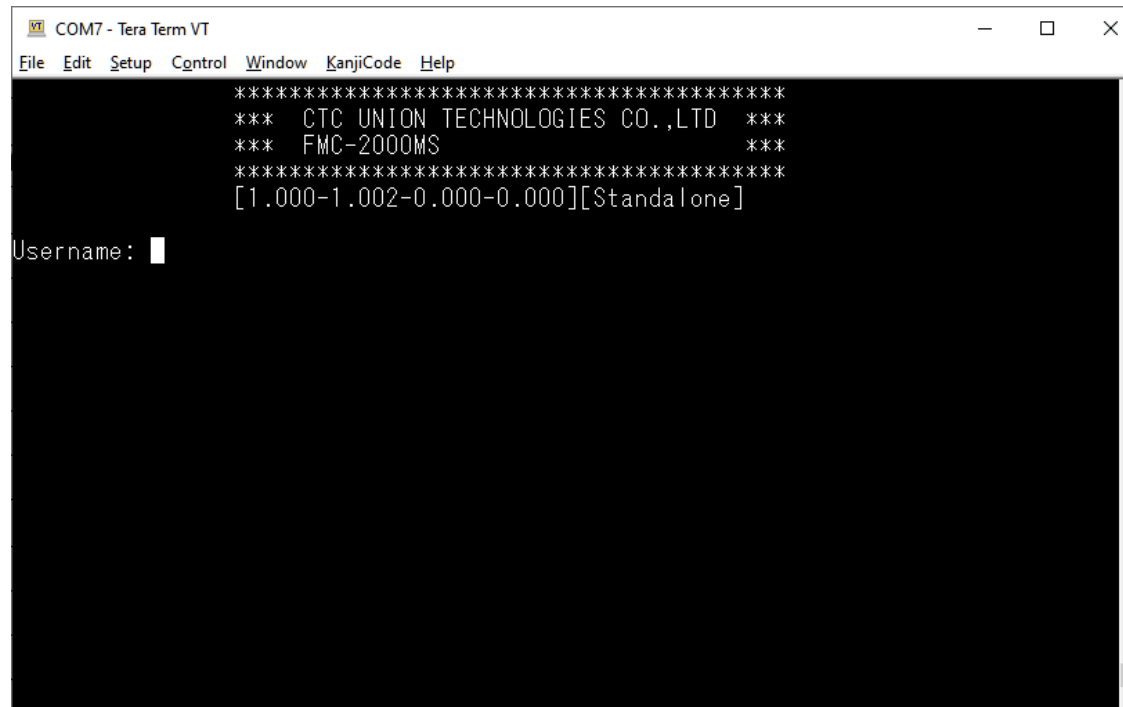 COM7 - Tera Term VT
File Edit Setup Control Window KanjiCode Help
****************************************
*** CTC UNION TECHNOLOGIES CO.,LTD ***
*** FMC-2000MS ***
****************************************
[1.000-1.002-0.000-0.000][Standalone]
Username: